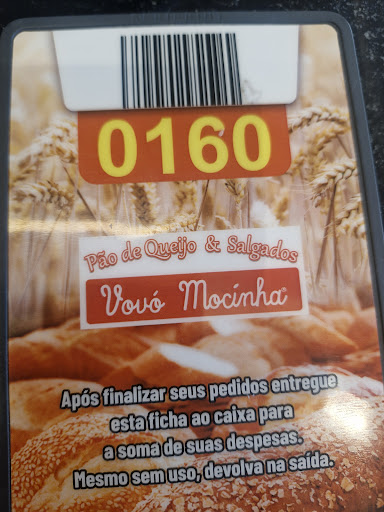 0160
Pão de Queijo & Salgados
Vovó Mocinha®
Após finalizar seus pedidos entregue
esta ficha ao caixa para
a soma de suas despesas.
Mesmo sem uso, devolva na saída.